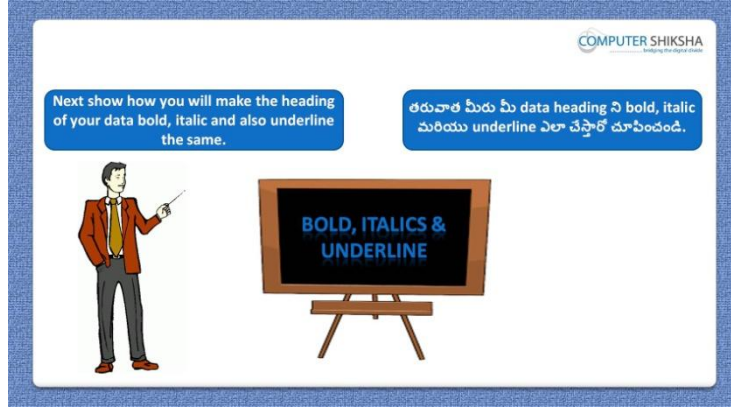 COMPUTER SHIKSHA
bridging the digital divide
Next show how you will make the heading
of your data bold, italic and also underline
the same.
తరువాత మీరు మీ data heading ని bold, italic
మరియు underline ఎలా చేస్తారో చూపించండి.
BOLD, ITALICS &
UNDERLINE